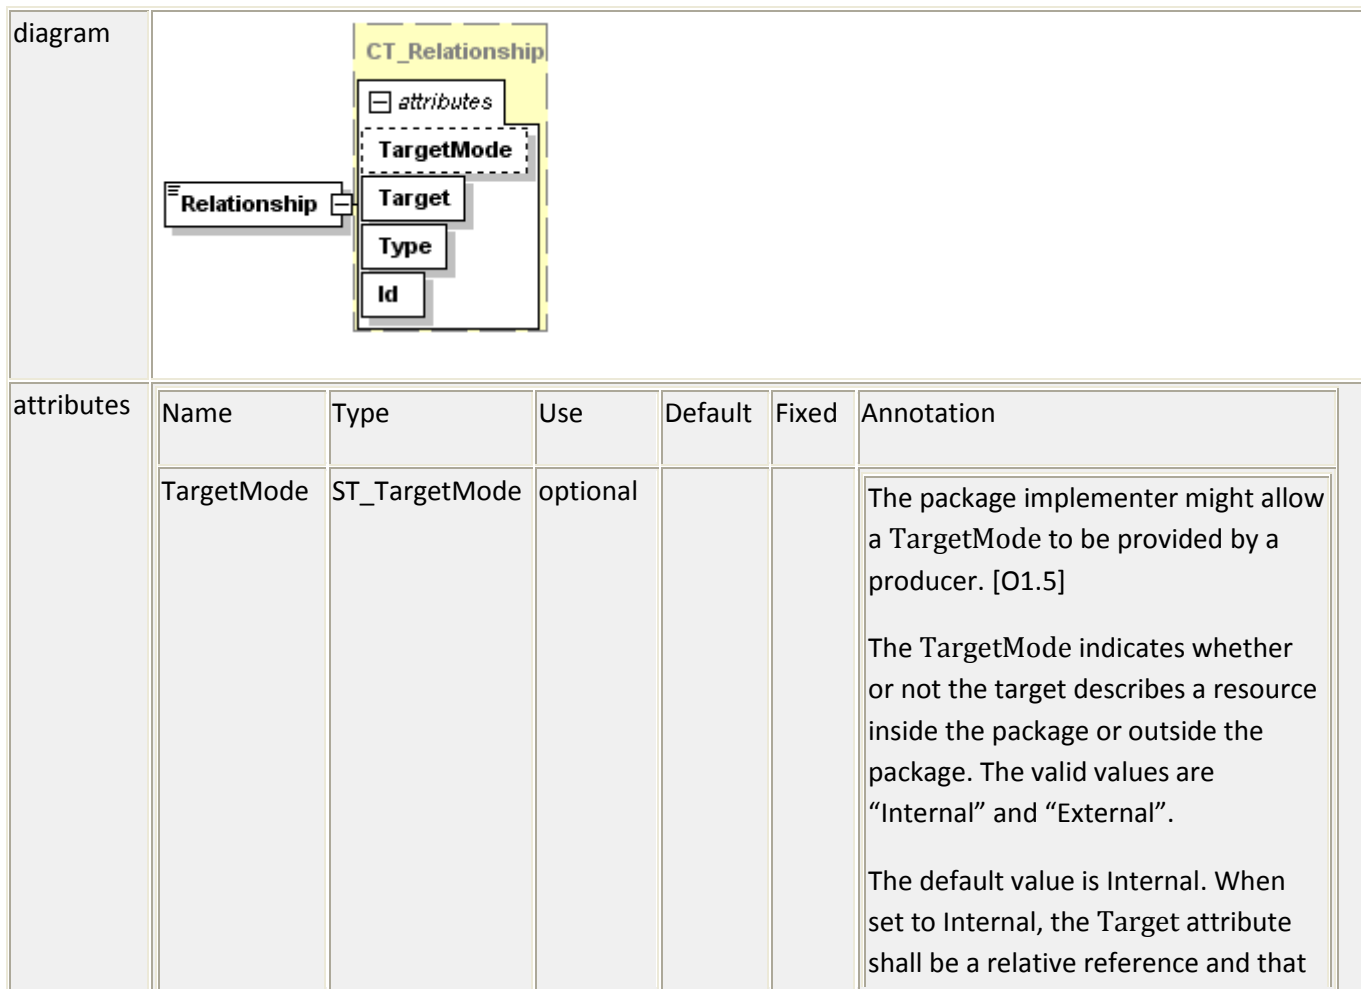 diagram
CT_Relationship
attributes
TargetMode
Relationship
Target
Type
Id
attributes
Name Type Use Default Fixed Annotation
TargetMode ST_TargetMode optional
The package implementer might allow
a TargetMode to be provided by a
producer. [O1.5]
The TargetMode indicates whether
or not the target describes a resource
inside the package or outside the
package. The valid values are
“Internal” and “External”.
The default value is Internal. When
set to Internal, the Target attribute
shall be a relative reference and that